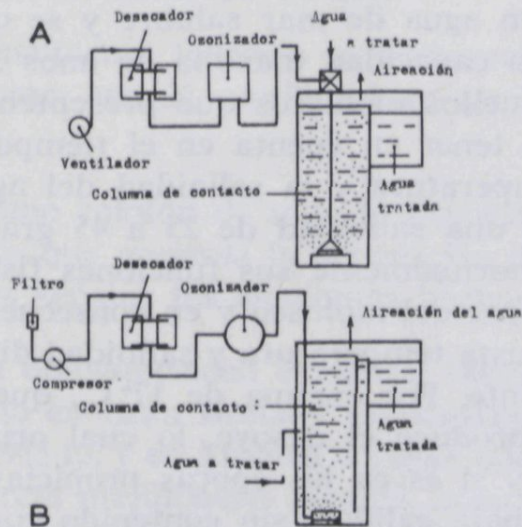 A
Desecador
Ozonizador
Agua
a tratar
Aireación
Ventilador
Columna de contacto
Agua
tratada
Filtro
Desecador
Ozonizador
Aireación del agua
Compresor
Columna de contacto
Agua a tratar
Agua
tratada
B